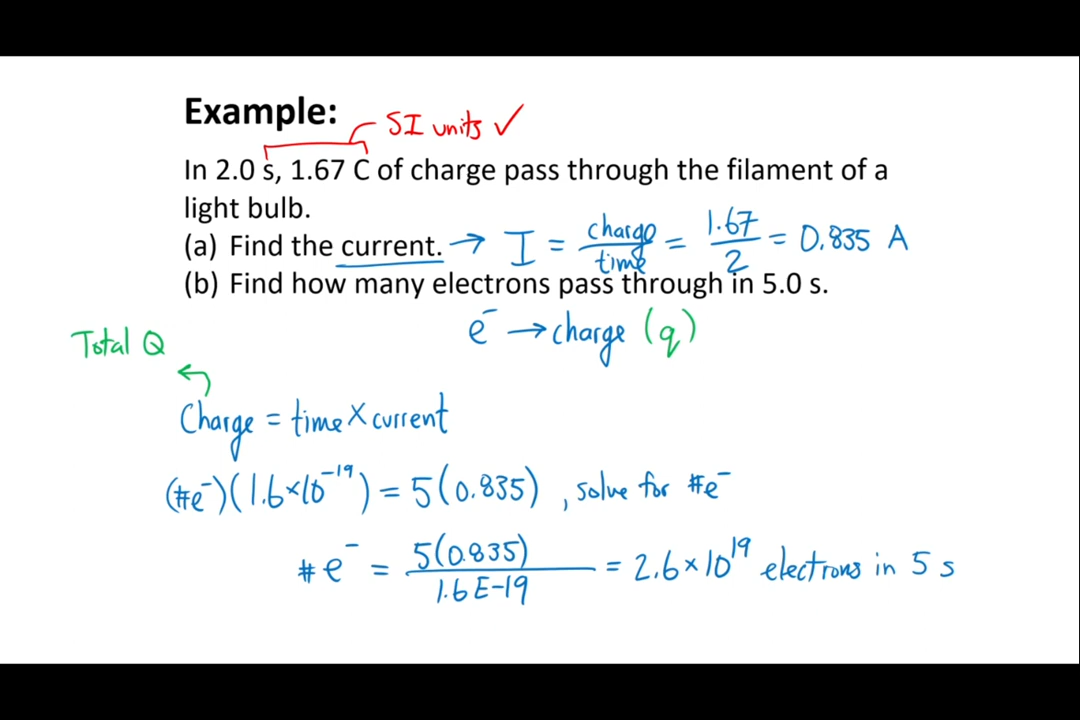 Example:
SI units ✓
In 2.0 s, 1.67 C of charge pass through the filament of a
light bulb.
(a) Find the current. → I = charge/time = 1.67/2 = 0.835 A
(b) Find how many electrons pass through in 5.0 s.
e⁻ → charge (q)
Total Q
Charge = time × current
(#e⁻)(1.6×10⁻¹⁹) = 5(0.835), solve for #e⁻
#e⁻ = 5(0.835)/1.6E-19 = 2.6×10¹⁹ electrons in 5 s